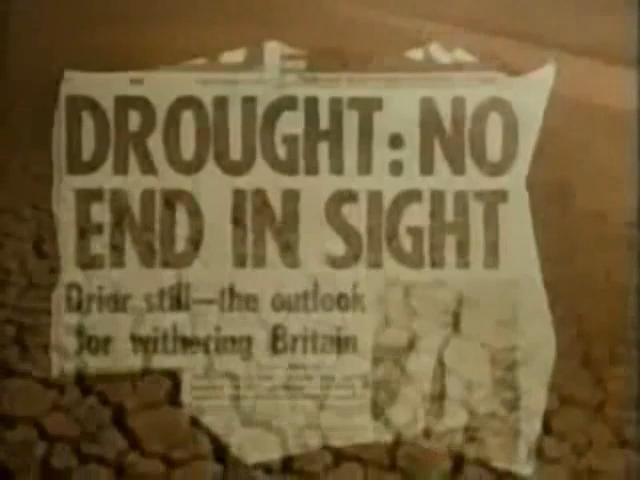 DROUGHT: NO
END IN SIGHT
Drier still—the outlook
for withering Britain